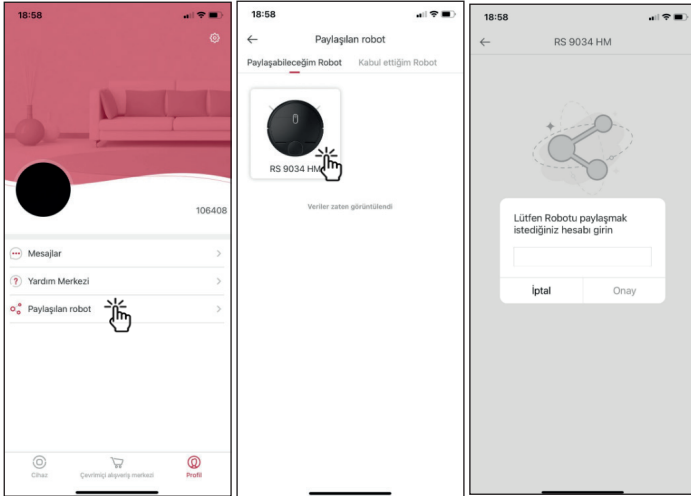 18:58
106408
Mesajlar
Yardım Merkezi
Paylaşılan robot
Cihaz
Çevrimiçi alışveriş merkezi
Profil
18:58
Paylaşılan robot
Paylaşabileceğim Robot
Kabul ettiğim Robot
RS 9034 HM
Veriler zaten görüntülendi
18:58
RS 9034 HM
Lütfen Robotu paylaşmak
istediğiniz hesabı girin
İptal
Onay